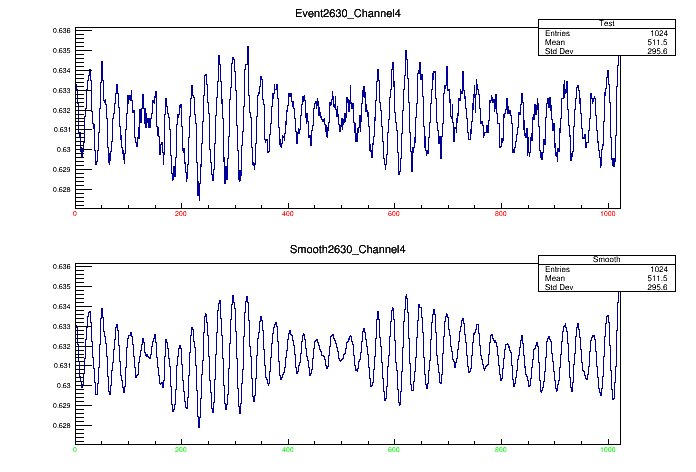 Event2630_Channel4
Test
Entries 1024
Mean 511.5
Std Dev 295.6
0.636
0.635
0.634
0.633
0.632
0.631
0.63
0.629
0.628
0 200 400 600 800 1000
Smooth2630_Channel4
Smooth
Entries 1024
Mean 511.5
Std Dev 295.6
0.636
0.635
0.634
0.633
0.632
0.631
0.63
0.629
0.628
0 200 400 600 800 1000